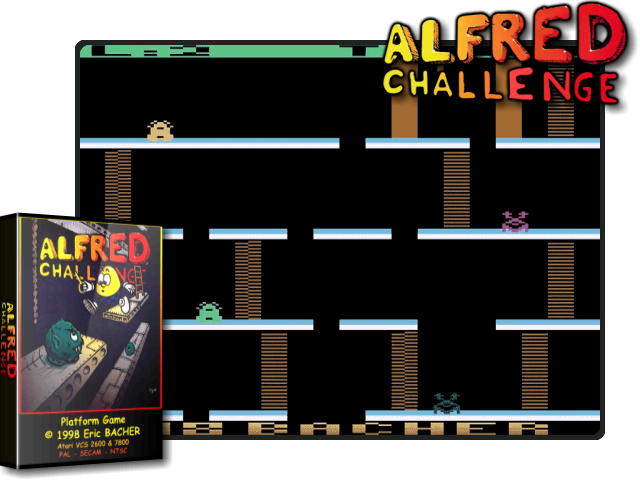 ALFRED
CHALLENGE
L=2
ALFRED
CHALLENGE
ALFRED
CHALLENGE
BACHER
Platform Game
© 1998 Eric BACHER
Atari VCS 2600 & 7800
PAL - SECAM - NTSC